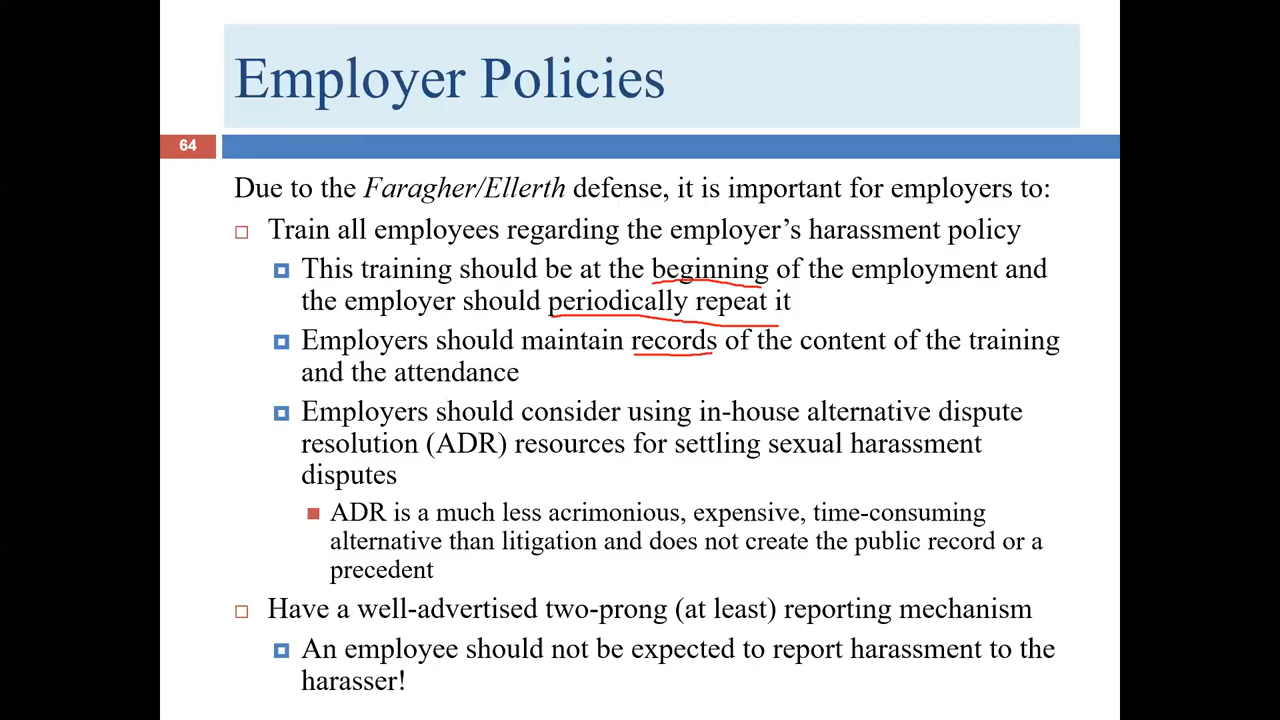 Employer Policies
64
Due to the Faragher/Ellerth defense, it is important for employers to:
Train all employees regarding the employer's harassment policy
This training should be at the beginning of the employment and
the employer should periodically repeat it
Employers should maintain records of the content of the training
and the attendance
Employers should consider using in-house alternative dispute
resolution (ADR) resources for settling sexual harassment
disputes
ADR is a much less acrimonious, expensive, time-consuming
alternative than litigation and does not create the public record or a
precedent
Have a well-advertised two-prong (at least) reporting mechanism
An employee should not be expected to report harassment to the
harasser!